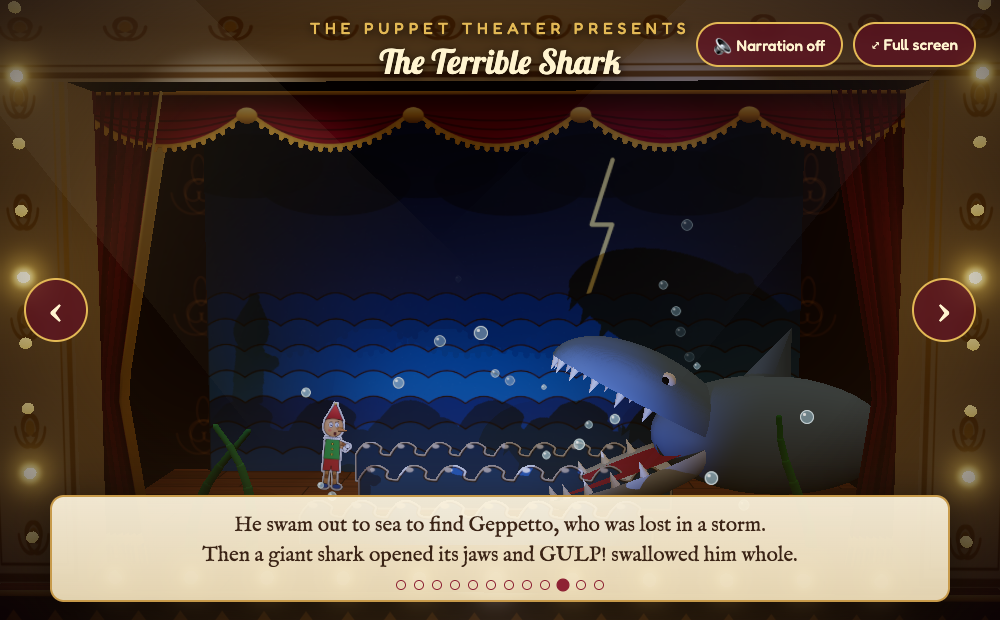 THE PUPPET THEATER PRESENTS
The Terrible Shark
Narration off
Full screen
He swam out to sea to find Geppetto, who was lost in a storm.
Then a giant shark opened its jaws and GULP! swallowed him whole.